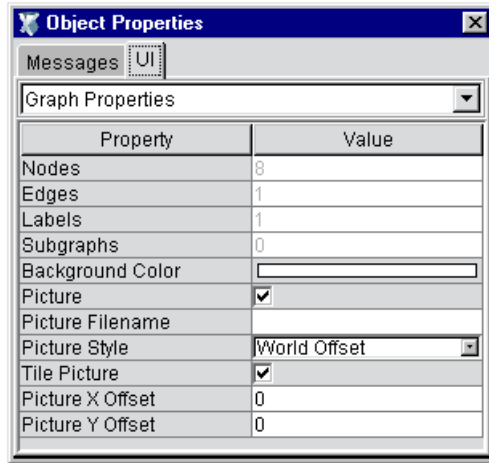 Object Properties
Messages UI
Graph Properties
Property Value
Nodes 8
Edges 1
Labels 1
Subgraphs 0
Background Color
Picture
Picture Filename
Picture Style World Offset
Tile Picture
Picture X Offset 0
Picture Y Offset 0